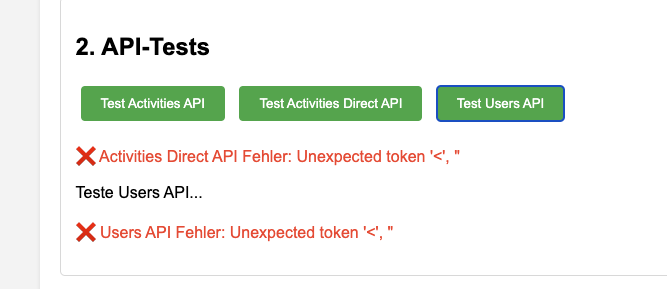 2. API-Tests
Test Activities API Test Activities Direct API Test Users API
❌ Activities Direct API Fehler: Unexpected token '<', "
Teste Users API...
❌ Users API Fehler: Unexpected token '<', "